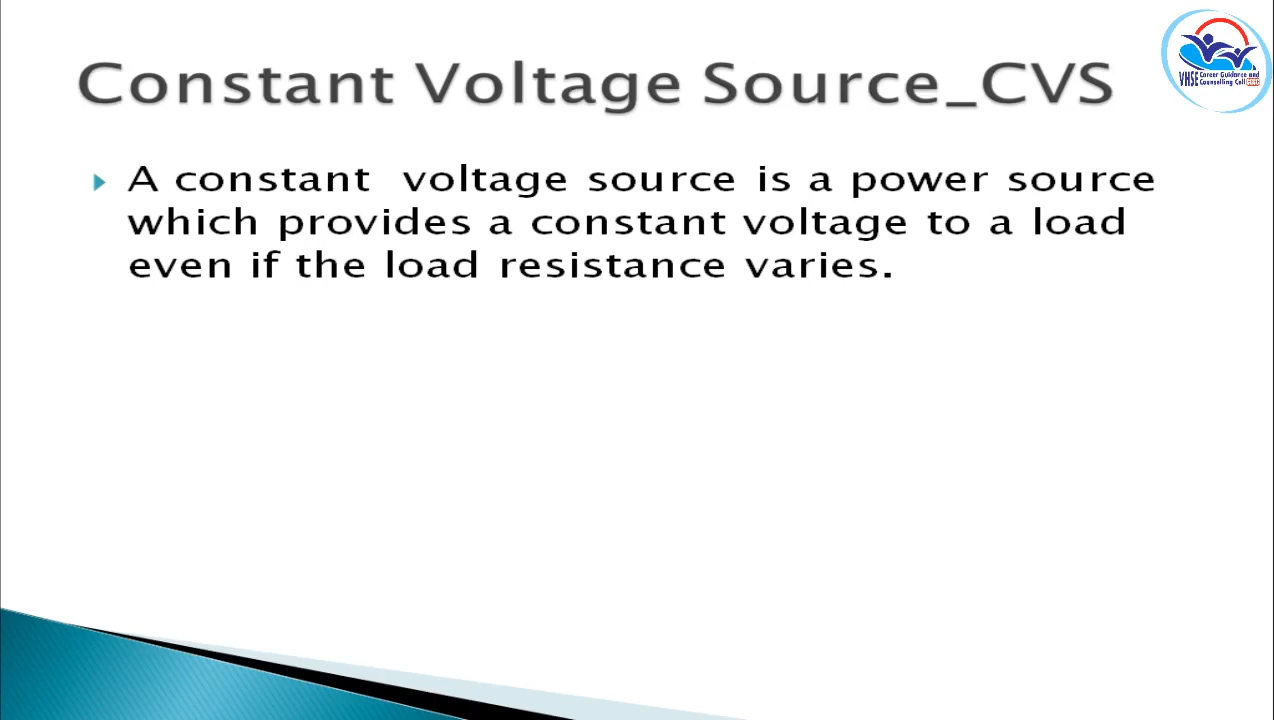 Constant Voltage Source_CVS
A constant  voltage source is a power source
which provides a constant voltage to a load
even if the load resistance varies.
VHSE Career Guidance and
Counselling Cell